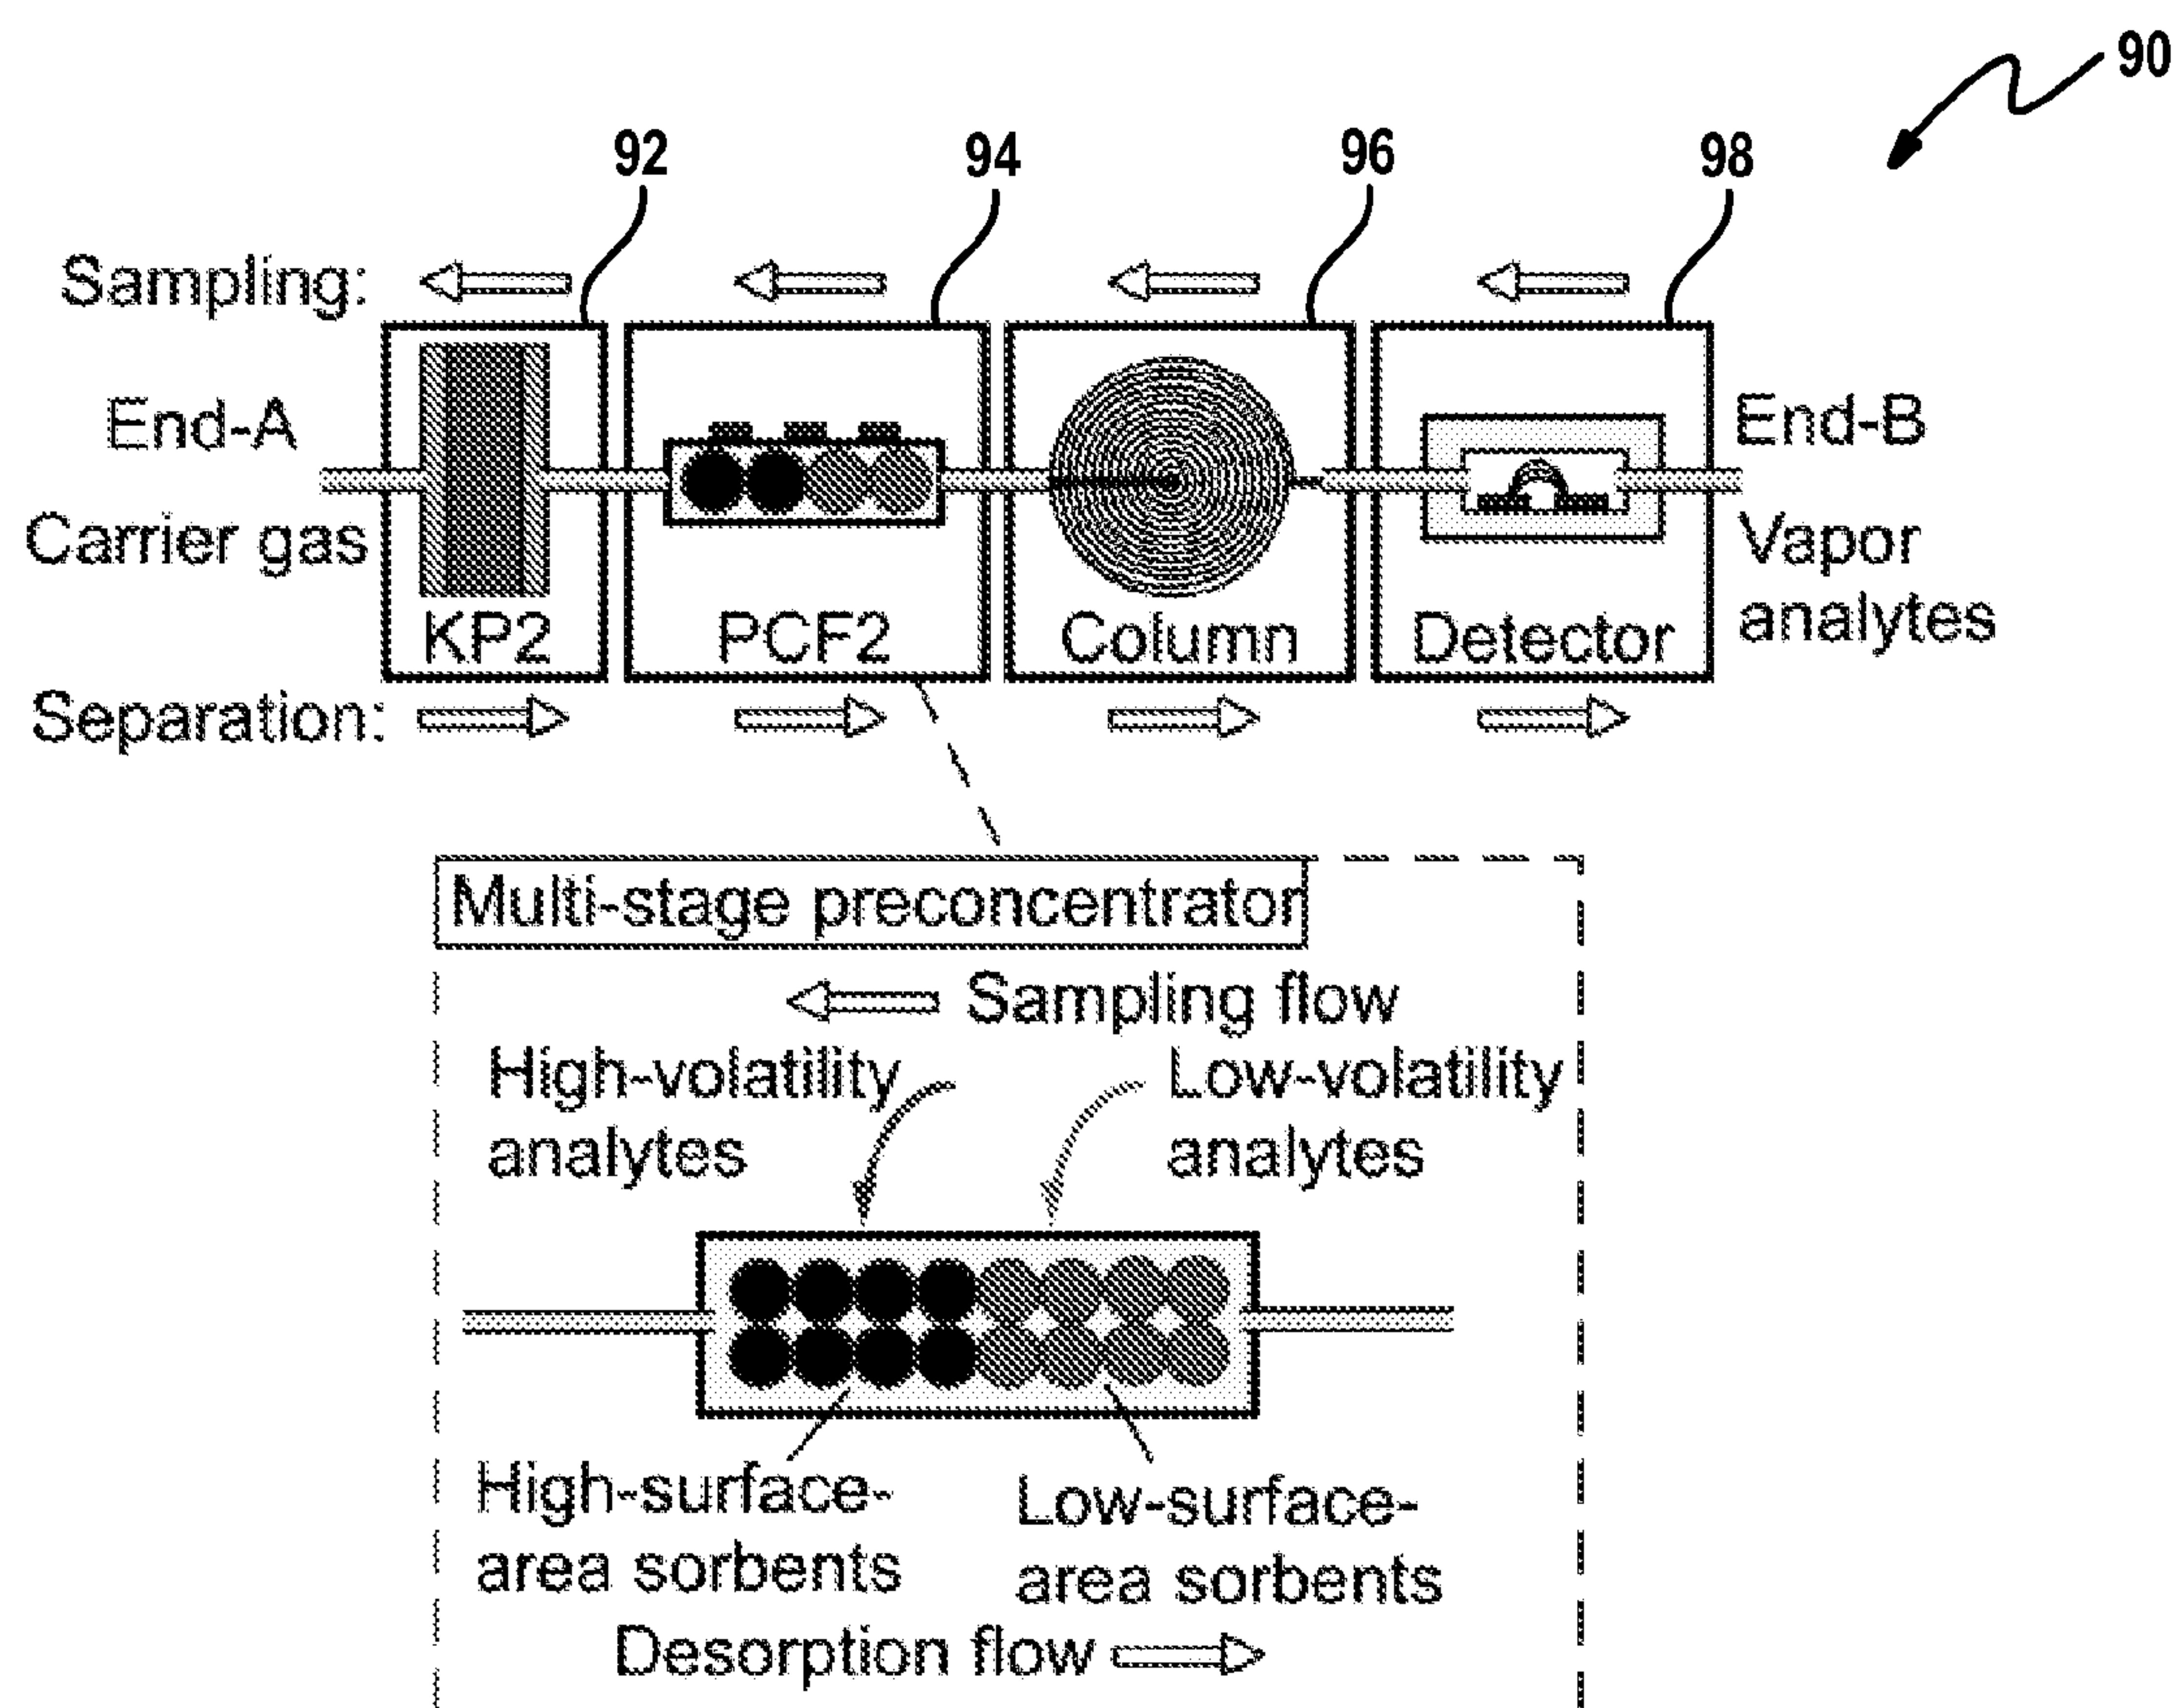 90
92
94
96
98
Sampling:
End-A
End-B
Carrier gas
Vapor
analytes
KP2
PCF2
Column
Detector
Separation:
Multi-stage preconcentrator
Sampling flow
High-volatility
analytes
Low-volatility
analytes
High-surface-
area sorbents
Low-surface-
area sorbents
Desorption flow